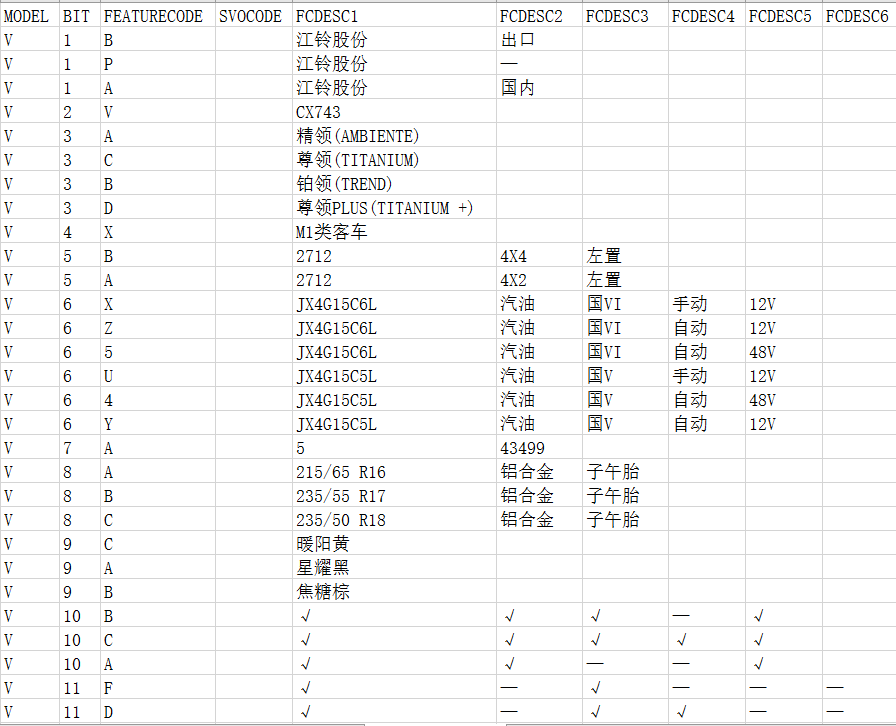 MODEL BIT FEATURECODE SVOCODE FCDESC1 FCDESC2 FCDESC3 FCDESC4 FCDESC5 FCDESC6
V 1 B 江铃股份 出口
V 1 P 江铃股份 —
V 1 A 江铃股份 国内
V 2 V CX743
V 3 A 精领(AMBIENTE)
V 3 C 尊领(TITANIUM)
V 3 B 铂领(TREND)
V 3 D 尊领PLUS(TITANIUM +)
V 4 X M1类客车
V 5 B 2712 4X4 左置
V 5 A 2712 4X2 左置
V 6 X JX4G15C6L 汽油 国VI 手动 12V
V 6 Z JX4G15C6L 汽油 国VI 自动 12V
V 6 5 JX4G15C6L 汽油 国VI 自动 48V
V 6 U JX4G15C5L 汽油 国V 手动 12V
V 6 4 JX4G15C5L 汽油 国V 自动 48V
V 6 Y JX4G15C5L 汽油 国V 自动 12V
V 7 A 5 43499
V 8 A 215/65 R16 铝合金 子午胎
V 8 B 235/55 R17 铝合金 子午胎
V 8 C 235/50 R18 铝合金 子午胎
V 9 C 暖阳黄
V 9 A 星耀黑
V 9 B 焦糖棕
V 10 B √ √ √ — √
V 10 C √ √ √ √ √
V 10 A √ √ — — √
V 11 F √ — √ — — —
V 11 D √ — √ √ — —